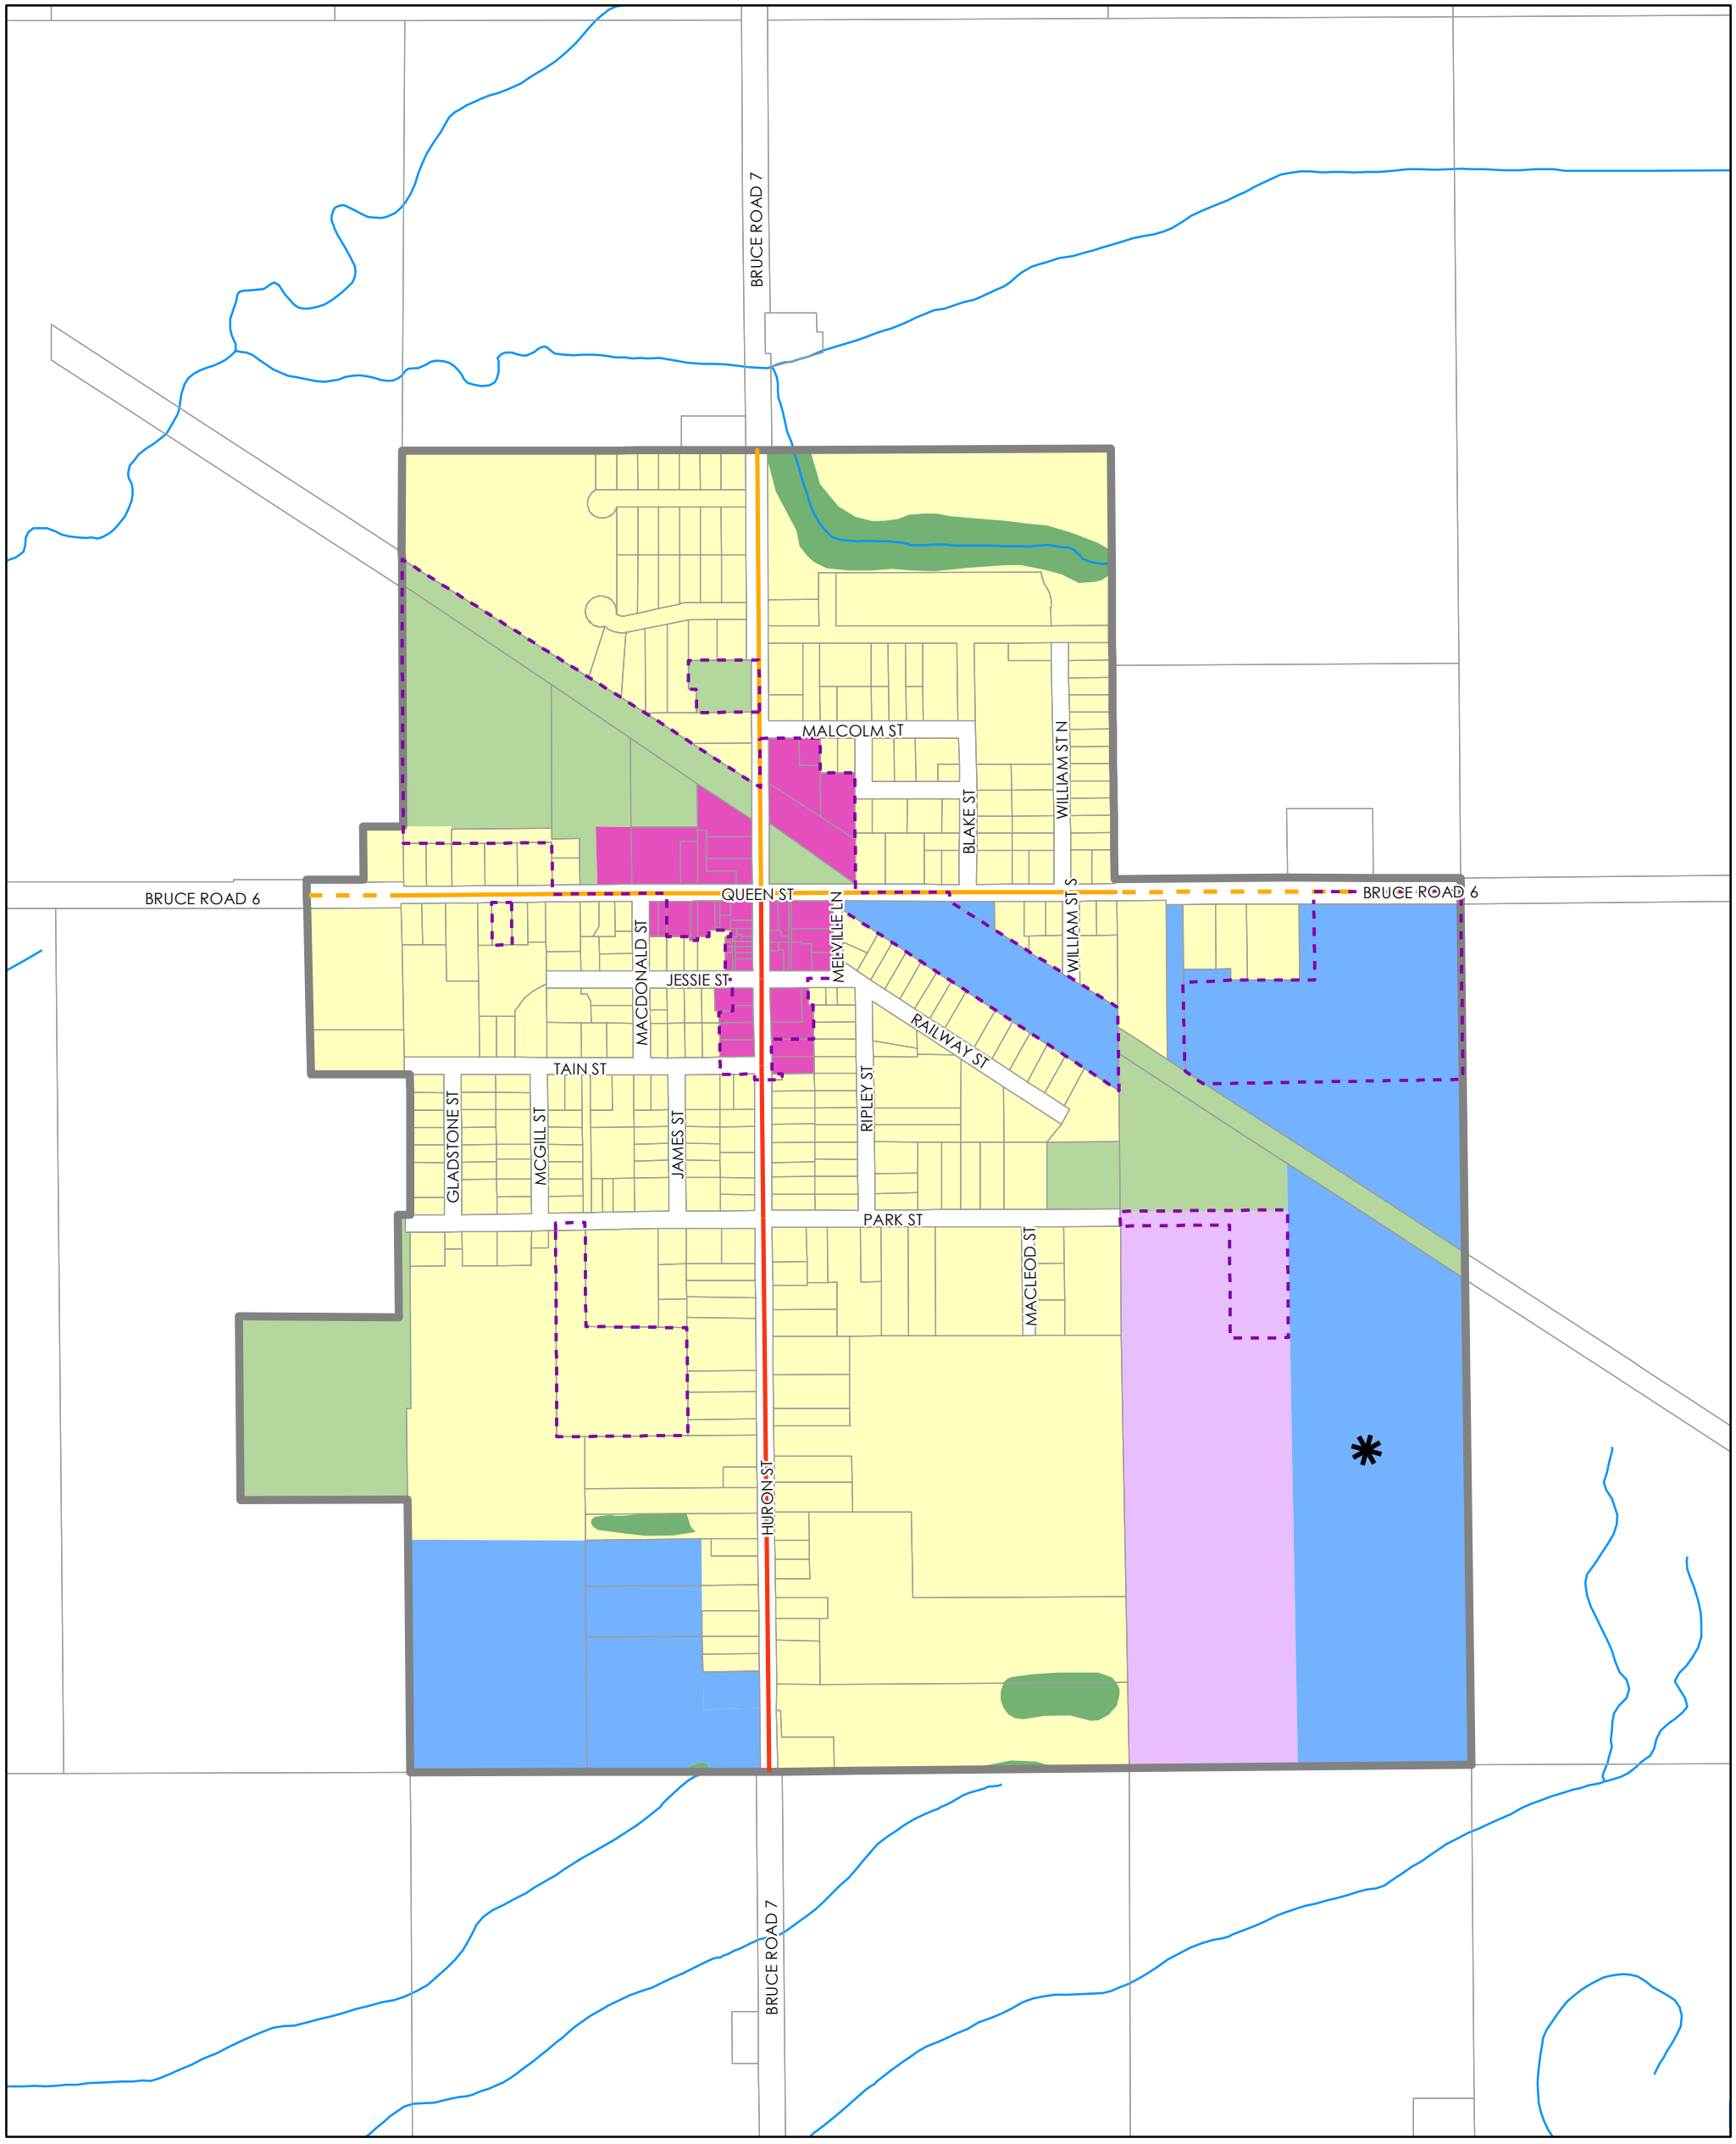 BRUCE ROAD 7
MALCOLM ST
WILLIAM ST N
BLAKE ST
BRUCE ROAD 6
QUEEN ST
BRUCE ROAD 6
MELVILLE LN
WILLIAM ST S
MACDONALD ST
JESSIE ST
RAILWAY ST
TAIN ST
RIPLEY ST
GLADSTONE ST
MCGILL ST
JAMES ST
PARK ST
MACLEOD ST
HURON ST
BRUCE ROAD 7